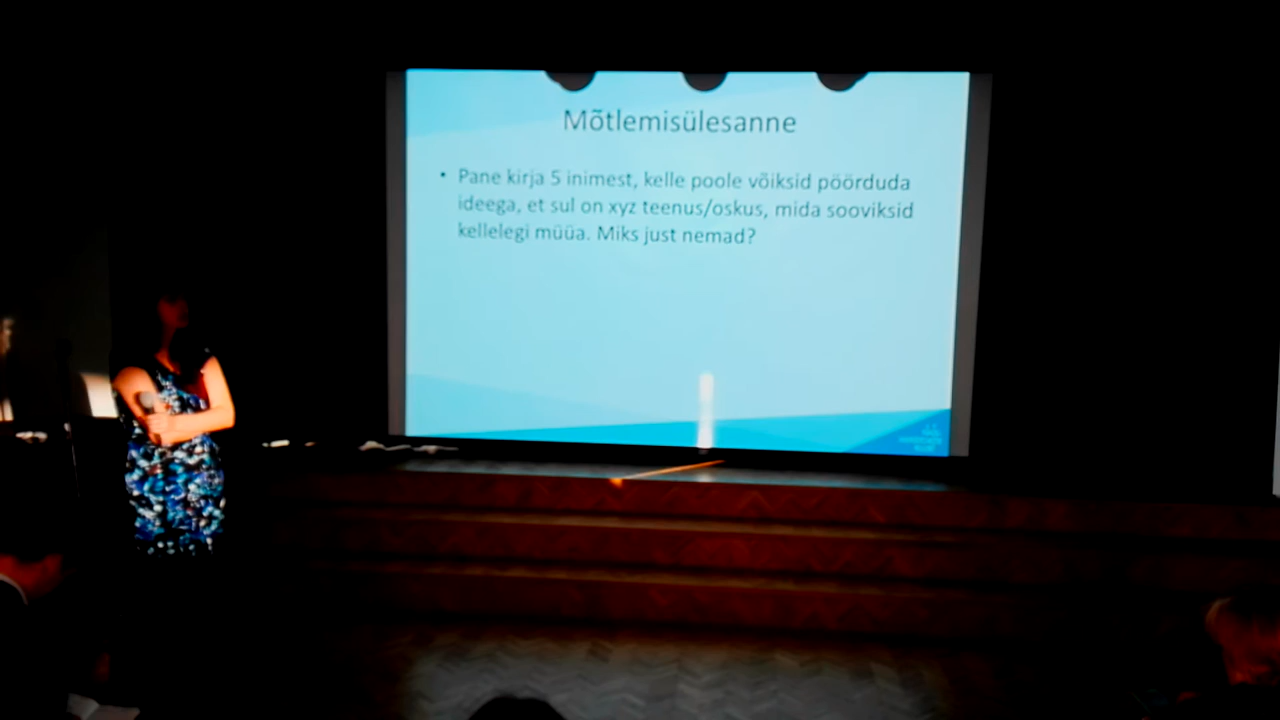 Mõtlemisülesanne
• Pane kirja 5 inimest, kelle poole võiksid pöörduda
ideega, et sul on xyz teenus/oskus, mida sooviksid
kellelegi müüa. Miks just nemad?